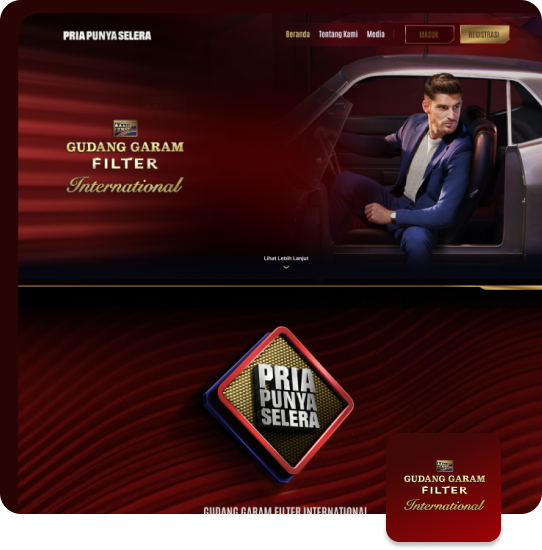 PRIA PUNYA SELERA
Beranda Tentang Kami Media MASUK REGISTRASI
GUDANG GARAM
FILTER
International
Lihat Lebih Lanjut
PRIA
PUNYA
SELERA
GUDANG GARAM FILTER INTERNATIONAL
GUDANG GARAM
FILTER
International